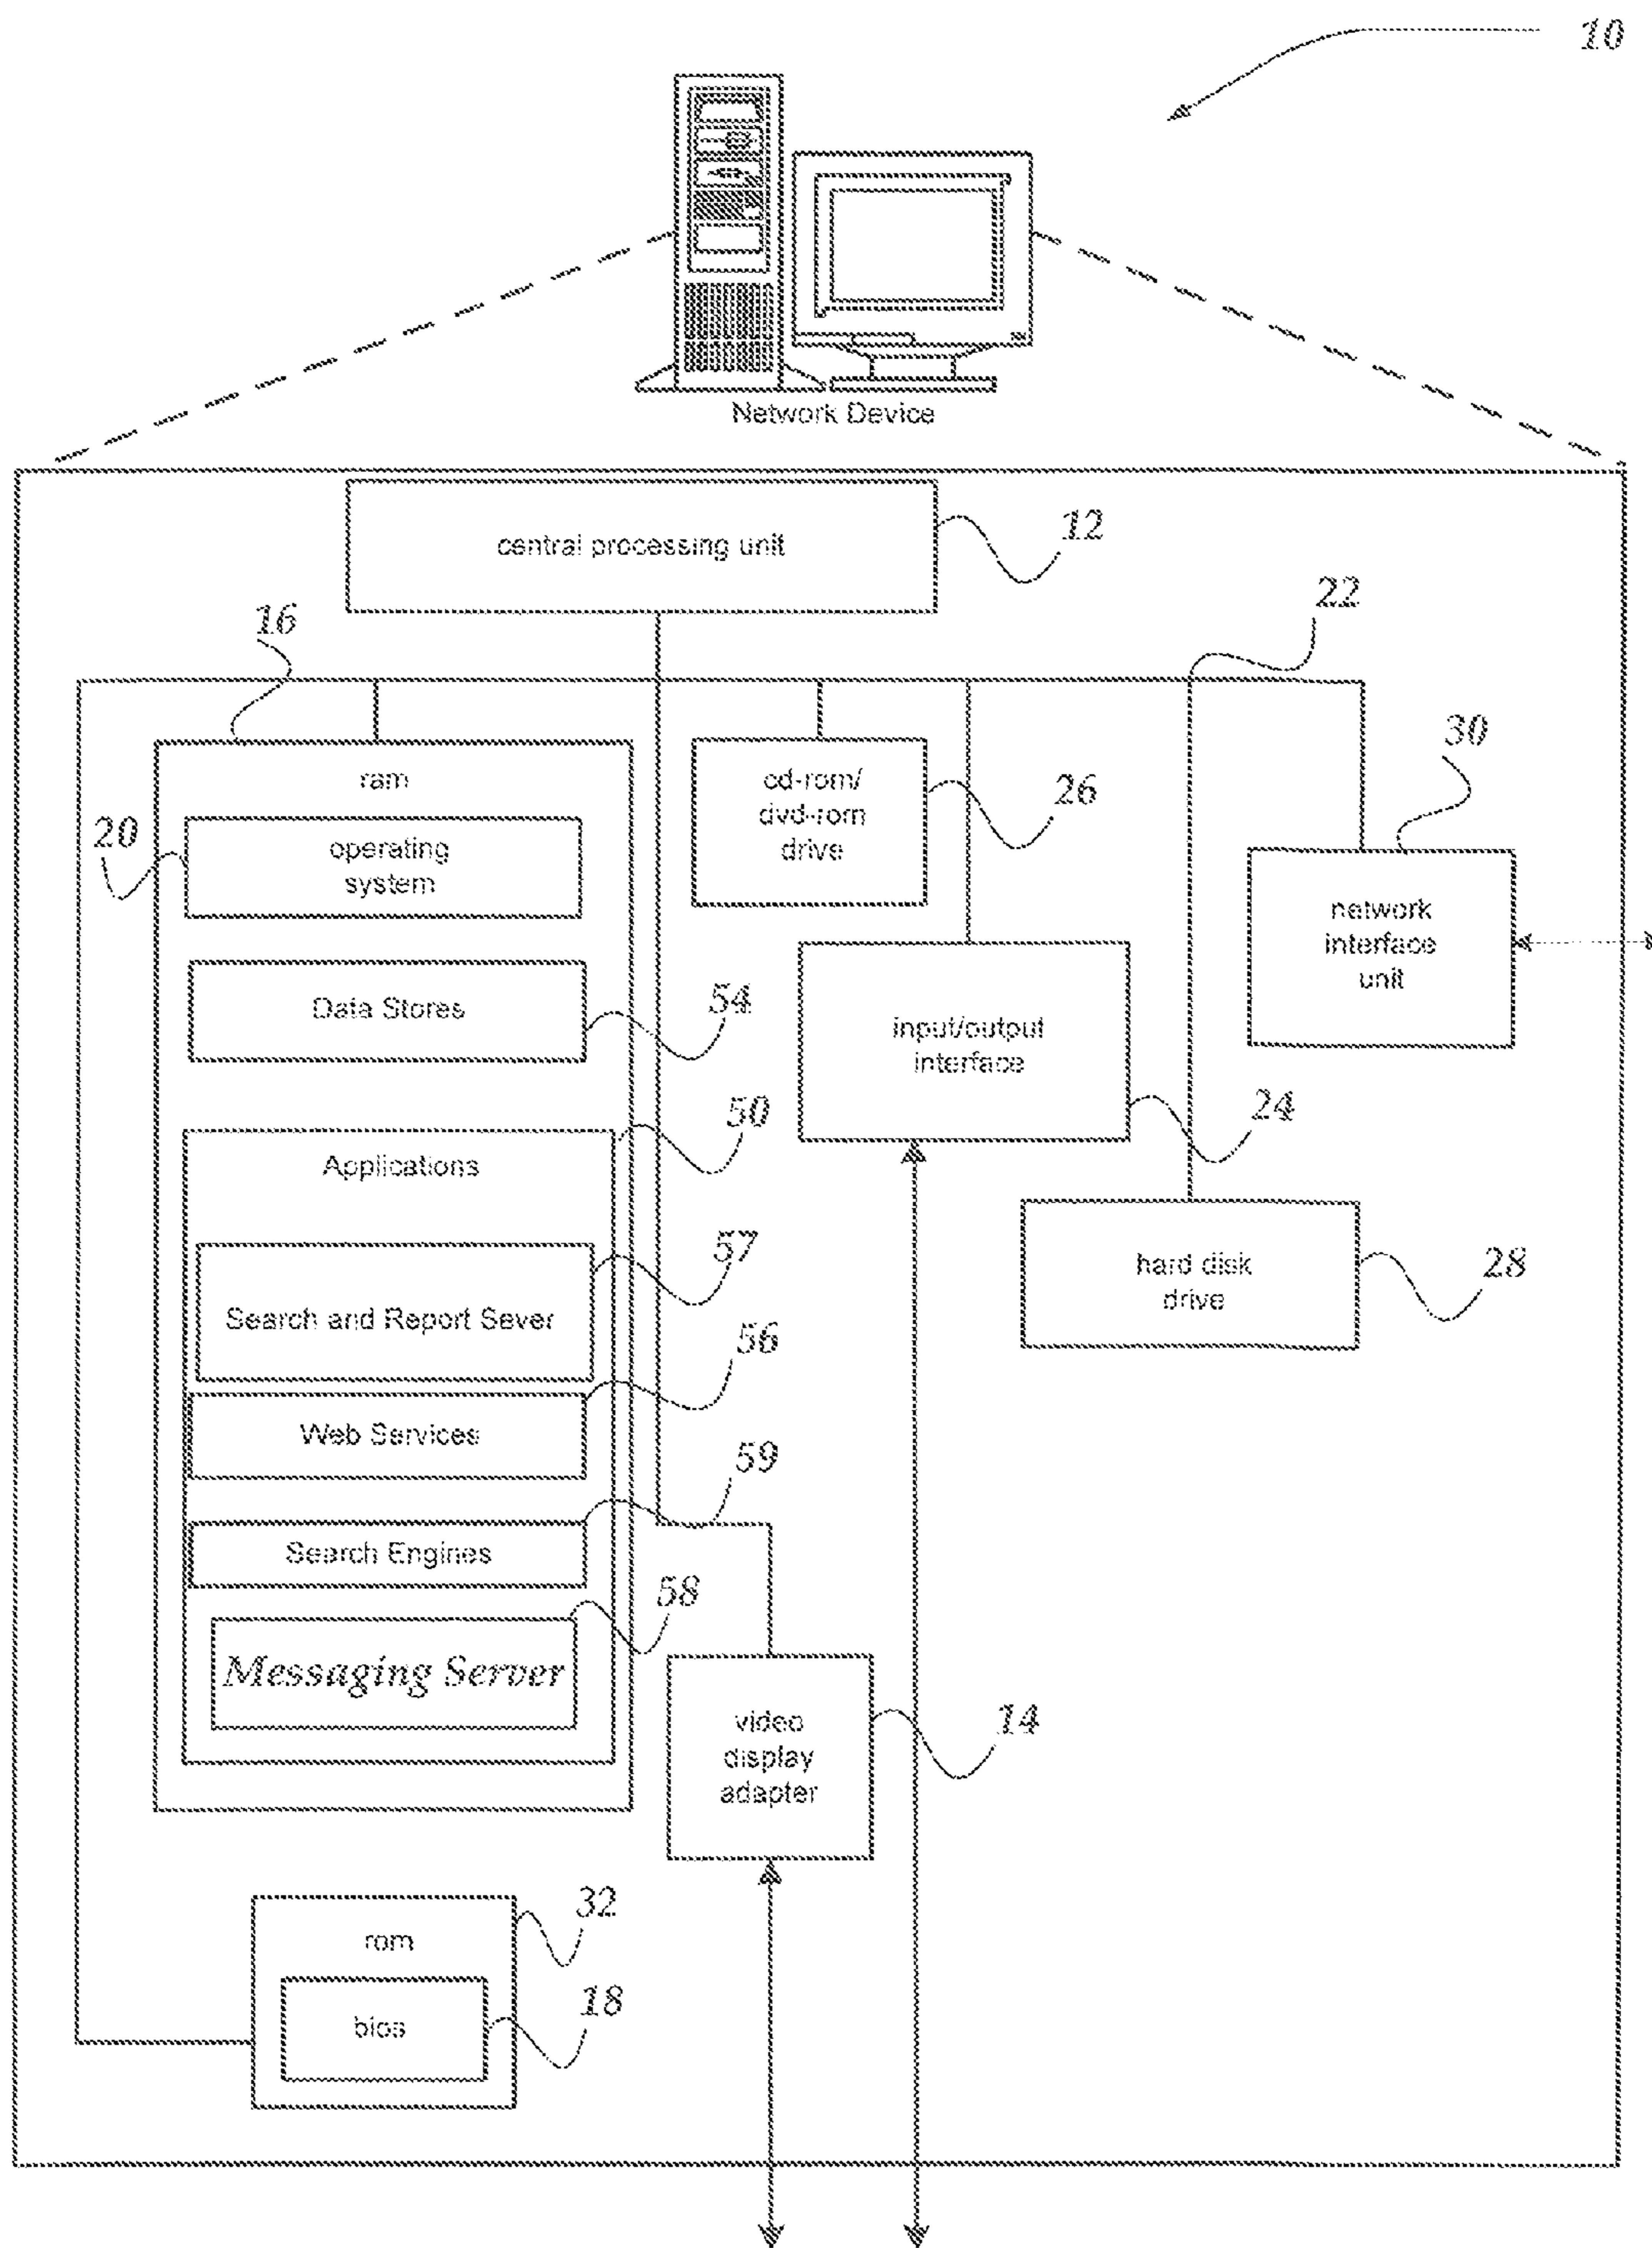 10
Network Device
central processing unit
12
22
16
30
ram
cd-rom/
dvd-rom
drive
26
20
operating
system
network
interface
unit
Data Stores
54
input/output
interface
24
50
Applications
57
Search and Report Sever
hard disk
drive
28
56
Web Services
59
Search Engines
58
Messaging Server
video
display
adapter
14
32
rom
18
bios